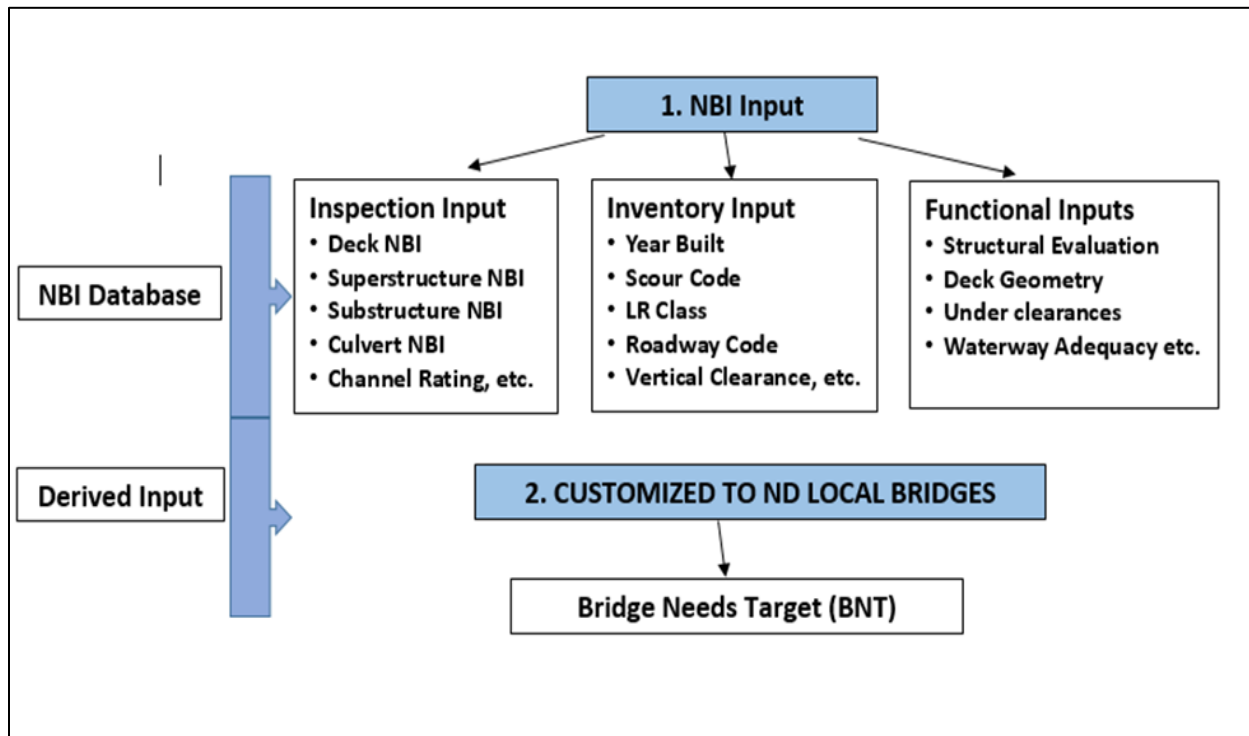 1. NBI Input
Inspection Input
• Deck NBI
• Superstructure NBI
• Substructure NBI
• Culvert NBI
• Channel Rating, etc.
Inventory Input
• Year Built
• Scour Code
• LR Class
• Roadway Code
• Vertical Clearance, etc.
Functional Inputs
• Structural Evaluation
• Deck Geometry
• Under clearances
• Waterway Adequacy etc.
NBI Database
Derived Input
2. CUSTOMIZED TO ND LOCAL BRIDGES
Bridge Needs Target (BNT)